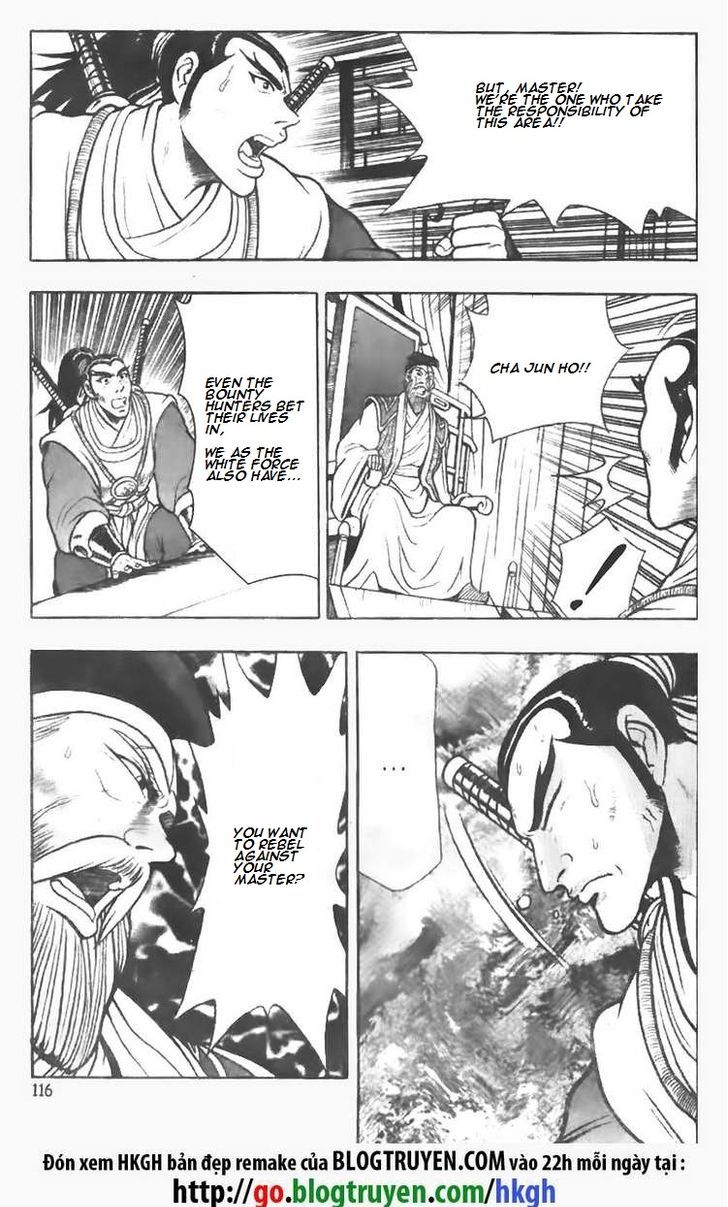 BUT, MASTER!
WE'RE THE ONE WHO TAKE
THE RESPONSIBILITY OF
THIS AREA!!
EVEN THE
BOUNTY
HUNTERS BET
THEIR LIVES
IN,
WE AS THE
WHITE FORCE
ALSO HAVE...
CHA JUN HO!!
!
YOU WANT
TO REBEL
AGAINST
YOUR
MASTER?
...
116
Đón xem HKGH bản đẹp remake của BLOGTRUYEN.COM vào 22h mỗi ngày tại :
http://go.blogtruyen.com/hkgh